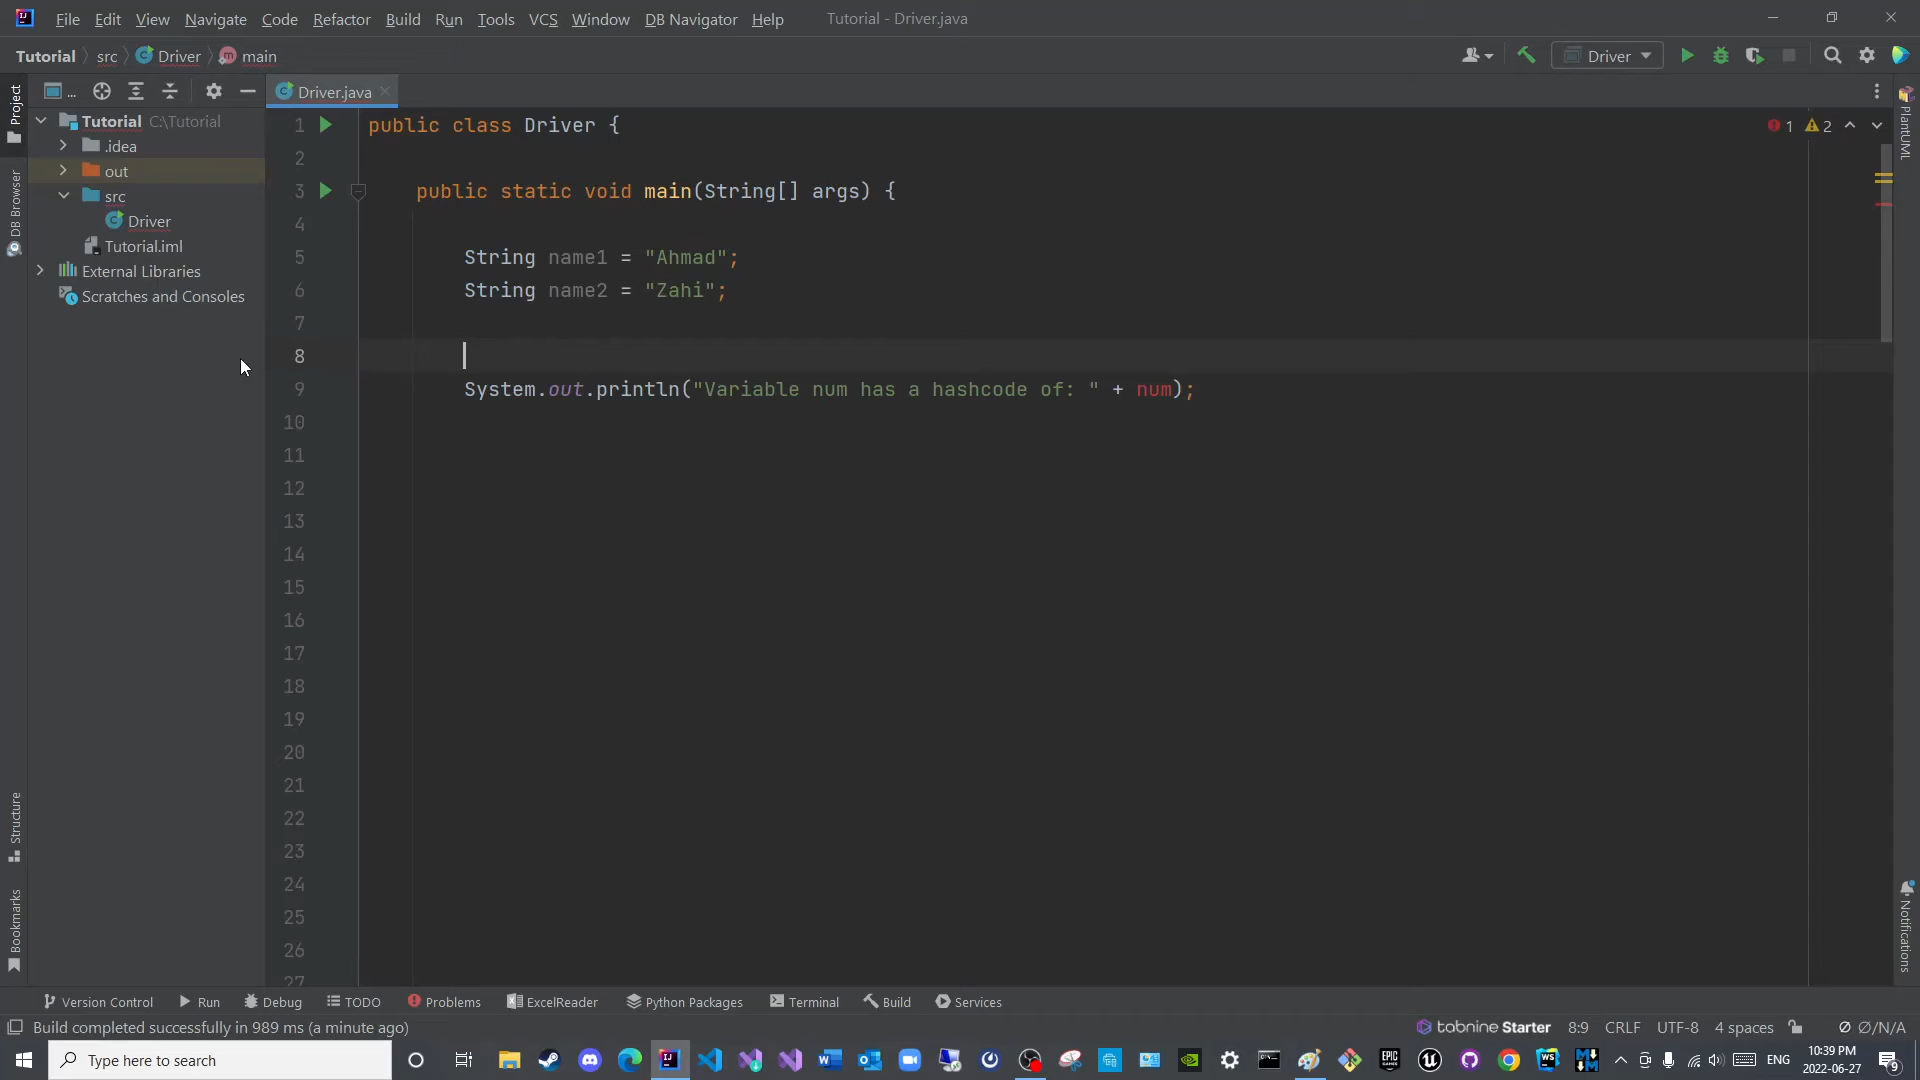 File Edit View Navigate Code Refactor Build Run Tools VCS Window DB Navigator Help Tutorial - Driver.java
Tutorial src Driver main Driver
Project ... Driver.java
Tutorial C:\Tutorial
.idea
out
src
Driver
Tutorial.iml
External Libraries
Scratches and Consoles
DB Browser
Structure
Bookmarks
1 public class Driver { 1 2
2
3 public static void main(String[] args) {
4
5 String name1 = "Ahmad";
6 String name2 = "Zahi";
7
8
9 System.out.println("Variable num has a hashcode of: " + num);
10
11
12
13
14
15
16
17
18
19
20
21
22
23
24
25
26
27
PlantUML
Notifications
Version Control Run Debug TODO Problems ExcelReader Python Packages Terminal Build Services
Build completed successfully in 989 ms (a minute ago) tabnine Starter 8:9 CRLF UTF-8 4 spaces Ø/N/A
Type here to search ENG 10:39 PM
2022-06-27 9